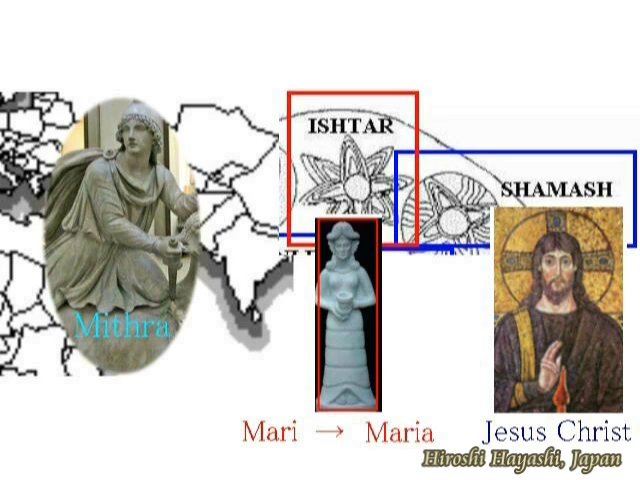 ISHTAR
SHAMASH
Mithra
Mari → Maria
Jesus Christ
Hiroshi Hayashi, Japan